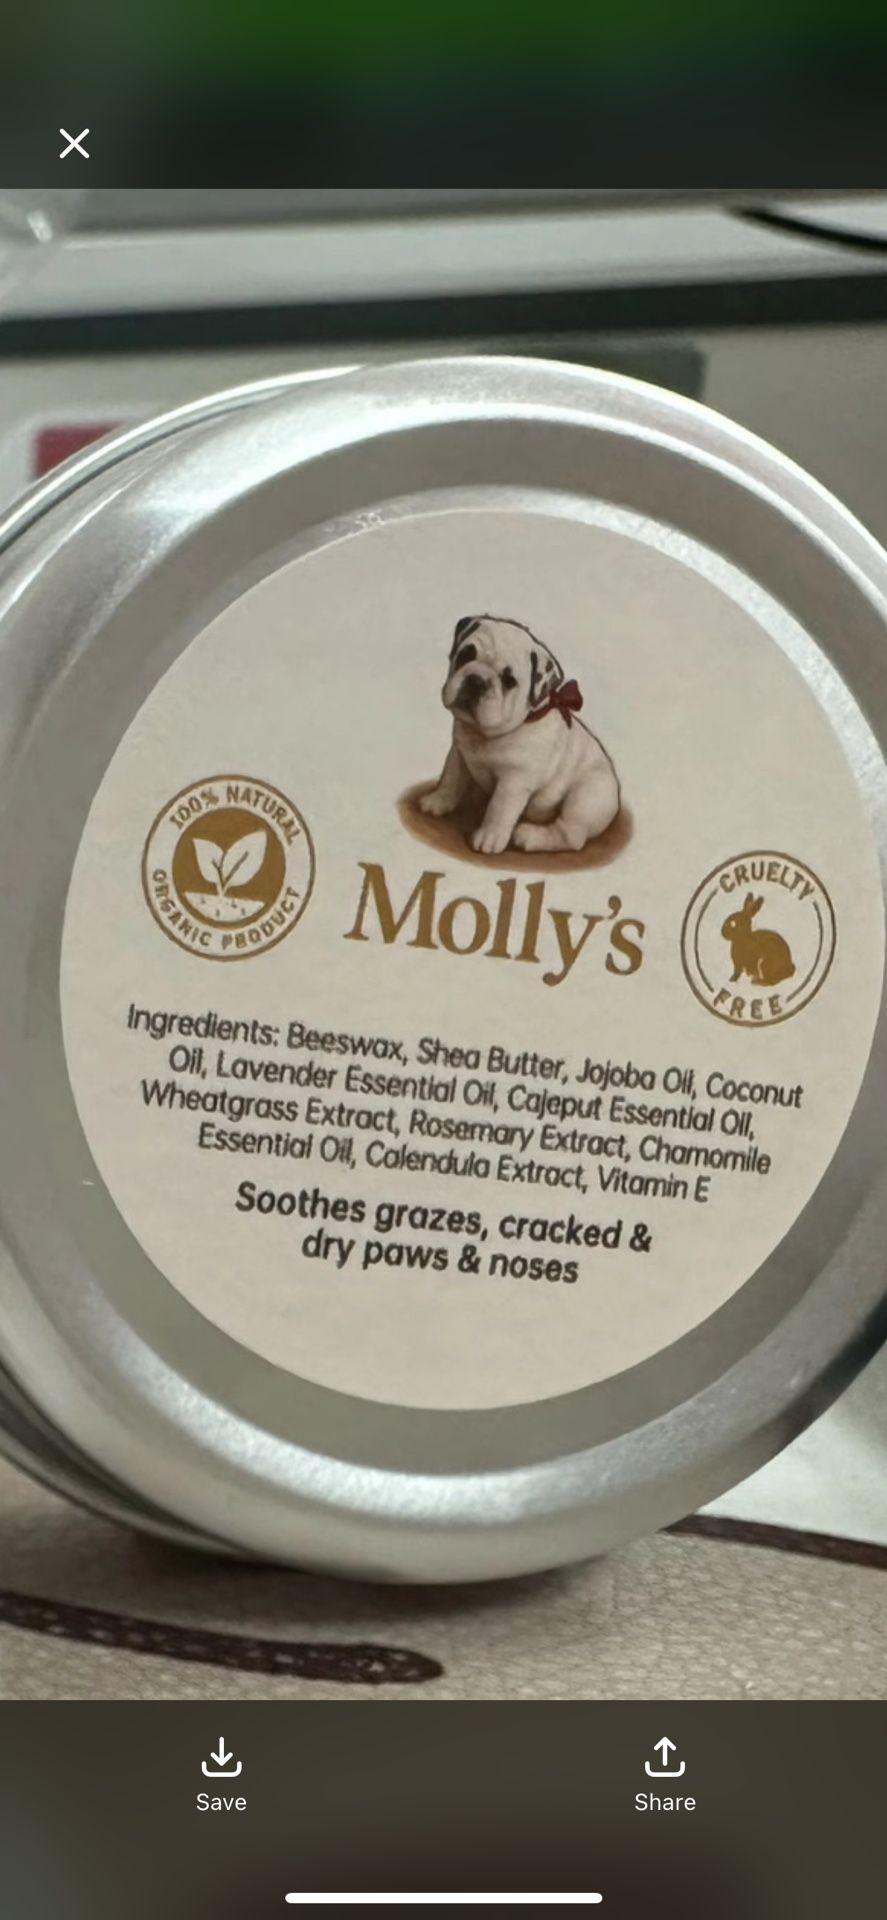 100% NATURAL
ORGANIC PRODUCT
Molly's
CRUELTY
FREE
Ingredients: Beeswax, Shea Butter, Jojoba Oil, Coconut
Oil, Lavender Essential Oil, Cajeput Essential Oil,
Wheatgrass Extract, Rosemary Extract, Chamomile
Essential Oil, Calendula Extract, Vitamin E
Soothes grazes, cracked &
dry paws & noses
Save
Share